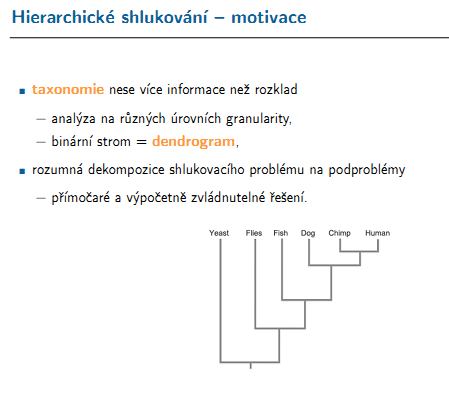 Hierarchické shlukování – motivace
taxonomie nese více informace než rozklad
– analýza na různých úrovních granularity,
– binární strom = dendrogram,
rozumná dekompozice shlukovacího problému na podproblémy
– přímočaré a výpočetně zvládnutelné řešení.
Yeast Flies Fish Dog Chimp Human